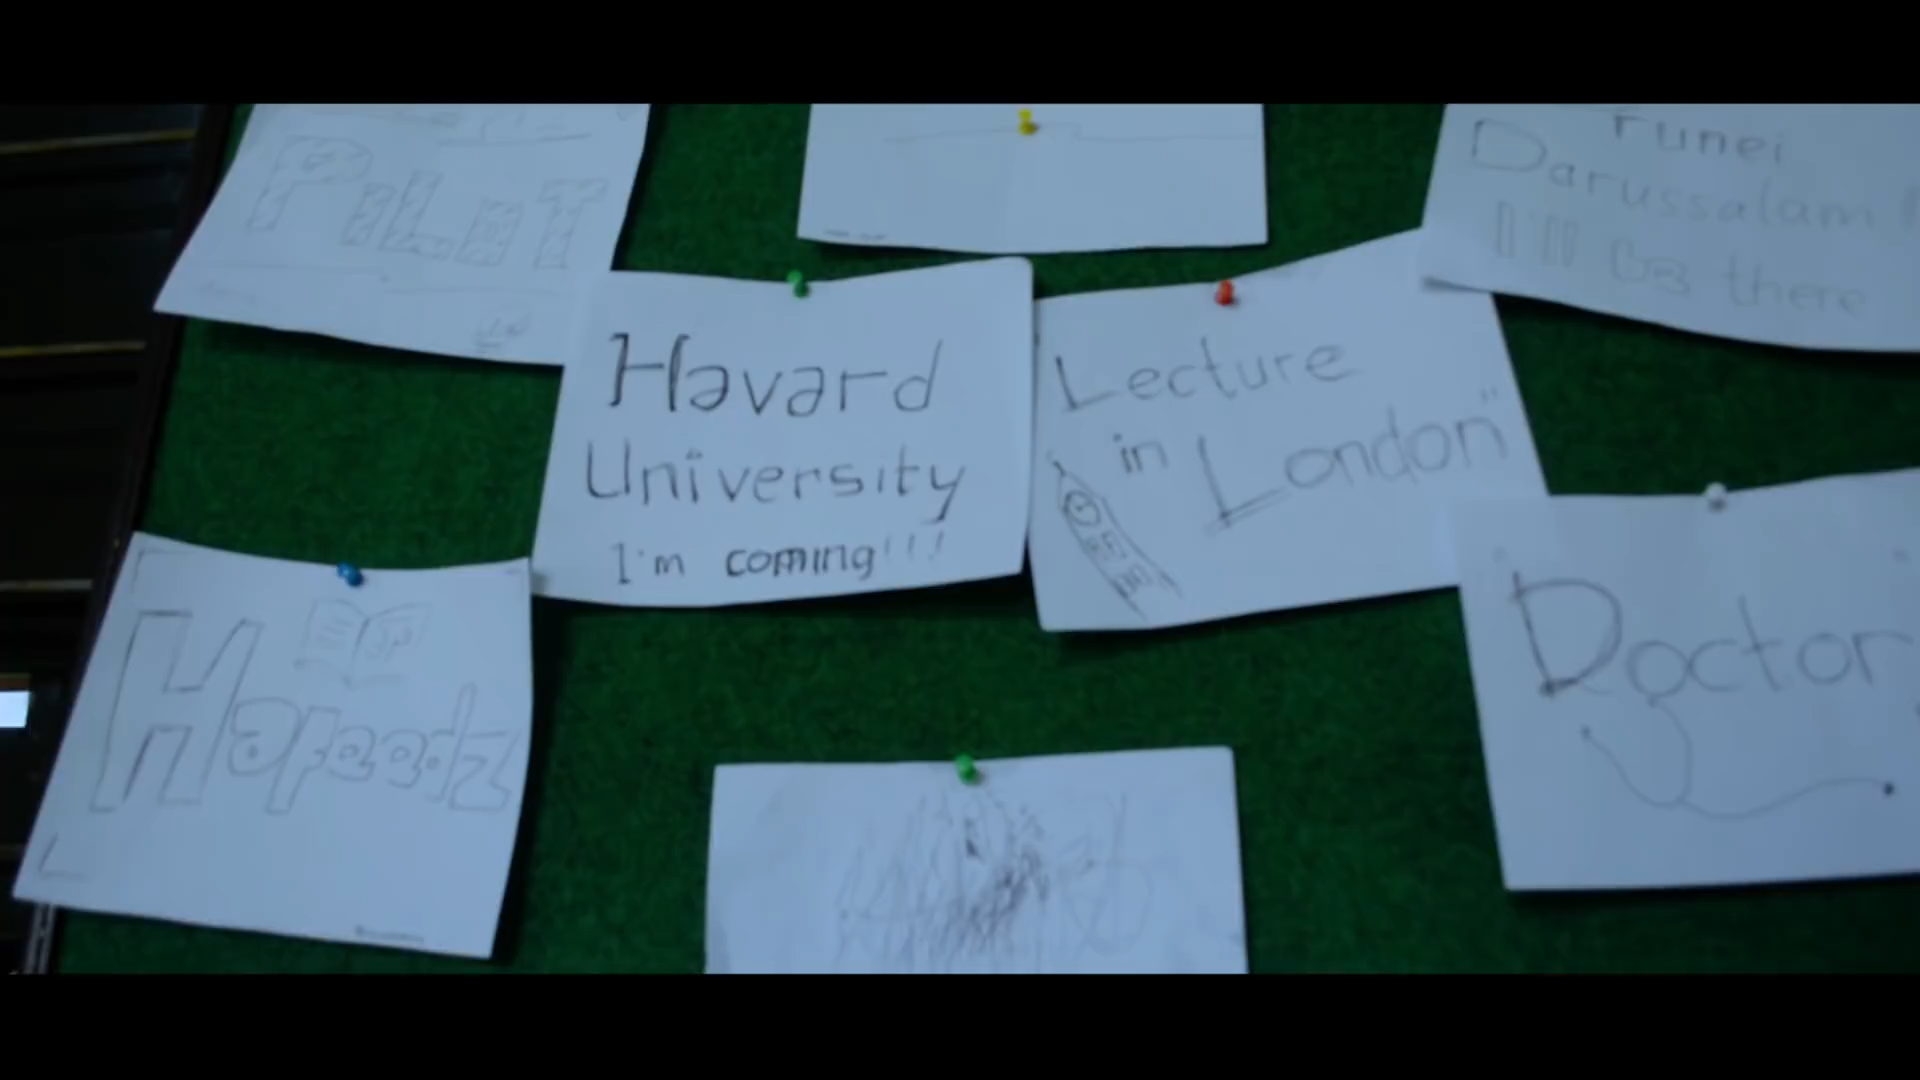 PiLoT
runei
Darussalam
I'll be there
Havard
University
I'm coming!!!
Lecture
in London"
Hafeedz
Doctor